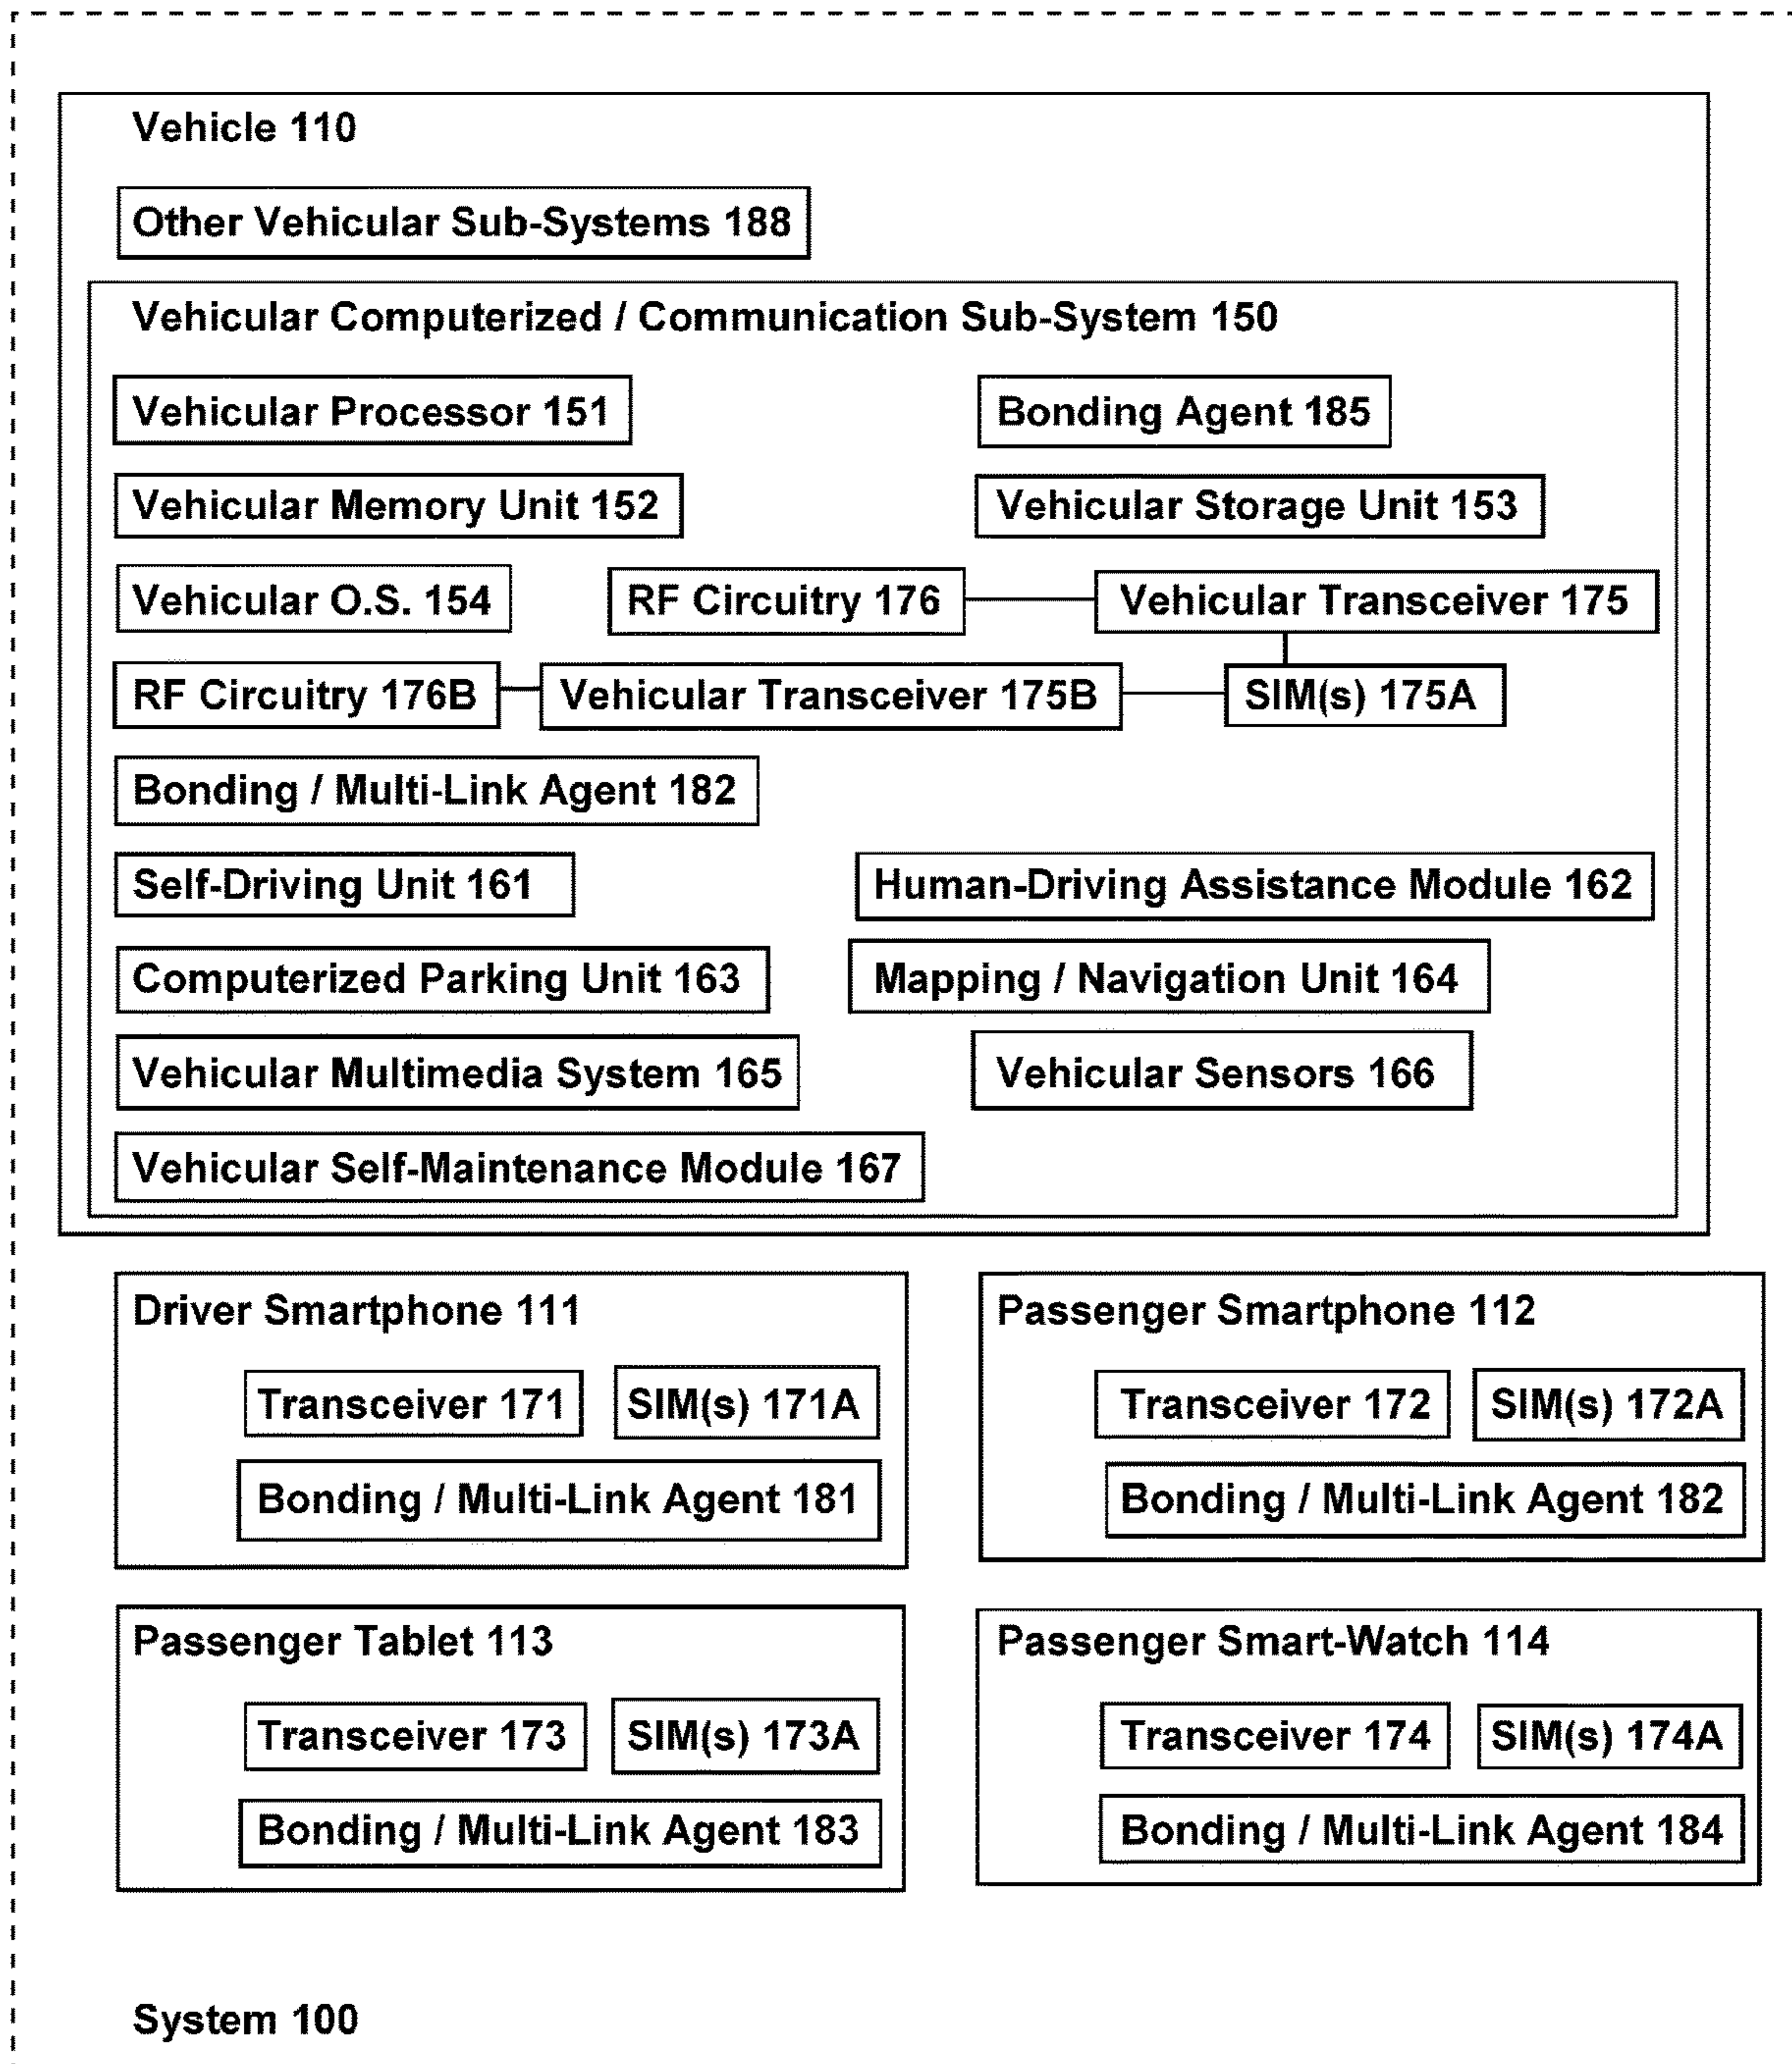 Vehicle 110
Other Vehicular Sub-Systems 188
Vehicular Computerized / Communication Sub-System 150
Vehicular Processor 151
Bonding Agent 185
Vehicular Memory Unit 152
Vehicular Storage Unit 153
Vehicular O.S. 154
RF Circuitry 176
Vehicular Transceiver 175
RF Circuitry 176B
Vehicular Transceiver 175B
SIM(s) 175A
Bonding / Multi-Link Agent 182
Self-Driving Unit 161
Human-Driving Assistance Module 162
Computerized Parking Unit 163
Mapping / Navigation Unit 164
Vehicular Multimedia System 165
Vehicular Sensors 166
Vehicular Self-Maintenance Module 167
Driver Smartphone 111
Transceiver 171
SIM(s) 171A
Bonding / Multi-Link Agent 181
Passenger Smartphone 112
Transceiver 172
SIM(s) 172A
Bonding / Multi-Link Agent 182
Passenger Tablet 113
Transceiver 173
SIM(s) 173A
Bonding / Multi-Link Agent 183
Passenger Smart-Watch 114
Transceiver 174
SIM(s) 174A
Bonding / Multi-Link Agent 184
System 100